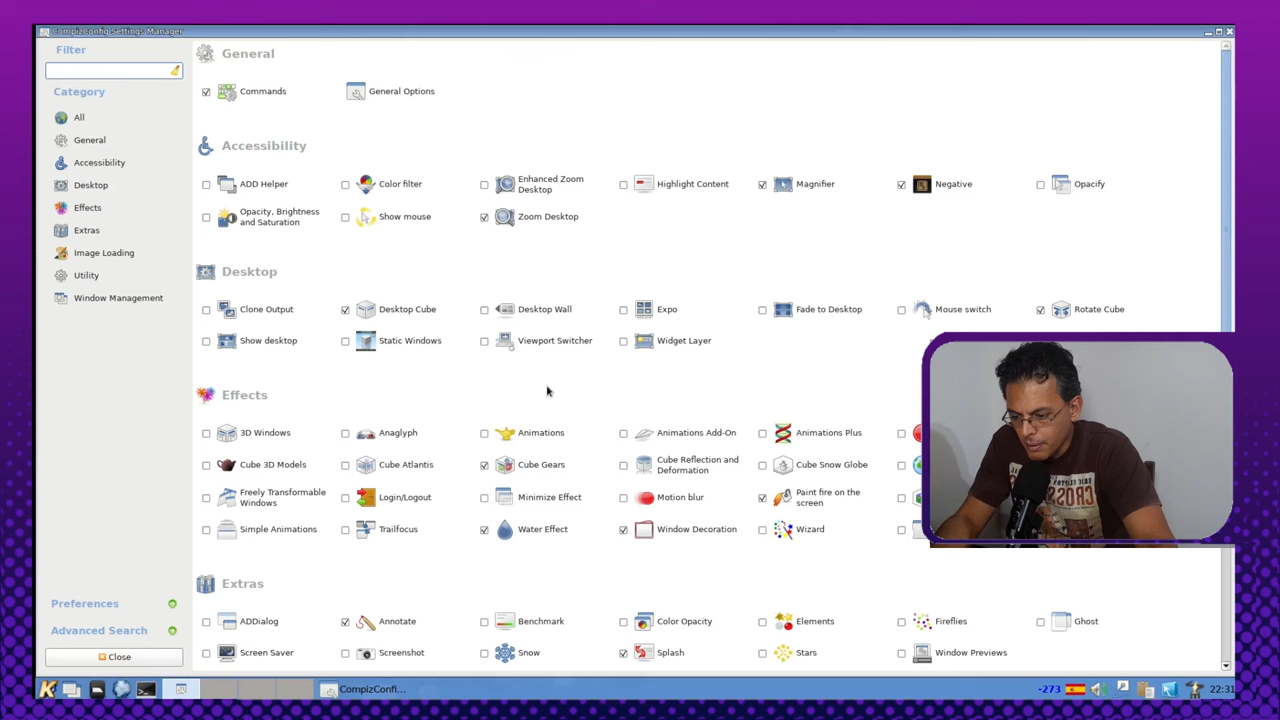 CompizConfig Settings Manager
Filter
Category
All
General
Accessibility
Desktop
Effects
Extras
Image Loading
Utility
Window Management
Preferences
Advanced Search
Close
General
Commands
General Options
Accessibility
ADD Helper
Color filter
Enhanced Zoom
Desktop
Highlight Content
Magnifier
Negative
Opacify
Opacity, Brightness
and Saturation
Show mouse
Zoom Desktop
Desktop
Clone Output
Desktop Cube
Desktop Wall
Expo
Fade to Desktop
Mouse switch
Rotate Cube
Show desktop
Static Windows
Viewport Switcher
Widget Layer
Effects
3D Windows
Anaglyph
Animations
Animations Add-On
Animations Plus
Cube 3D Models
Cube Atlantis
Cube Gears
Cube Reflection and
Deformation
Cube Snow Globe
Freely Transformable
Windows
Login/Logout
Minimize Effect
Motion blur
Paint fire on the
screen
Simple Animations
Trailfocus
Water Effect
Window Decoration
Wizard
Extras
ADDialog
Annotate
Benchmark
Color Opacity
Elements
Fireflies
Ghost
Screen Saver
Screenshot
Snow
Splash
Stars
Window Previews
CompizConfi...
-273
22:31